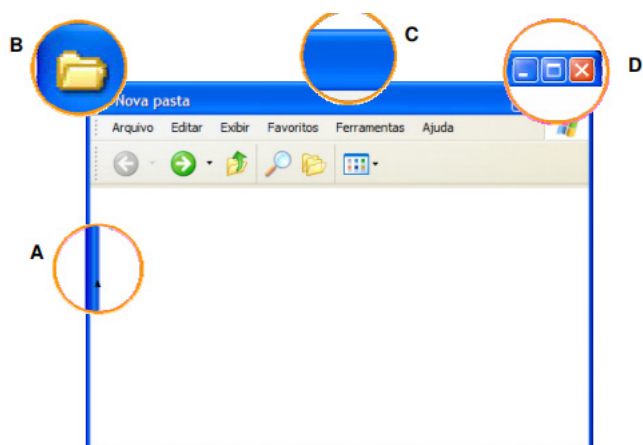 B
C
D
Nova pasta
Arquivo Editar Exibir Favoritos Ferramentas Ajuda
A